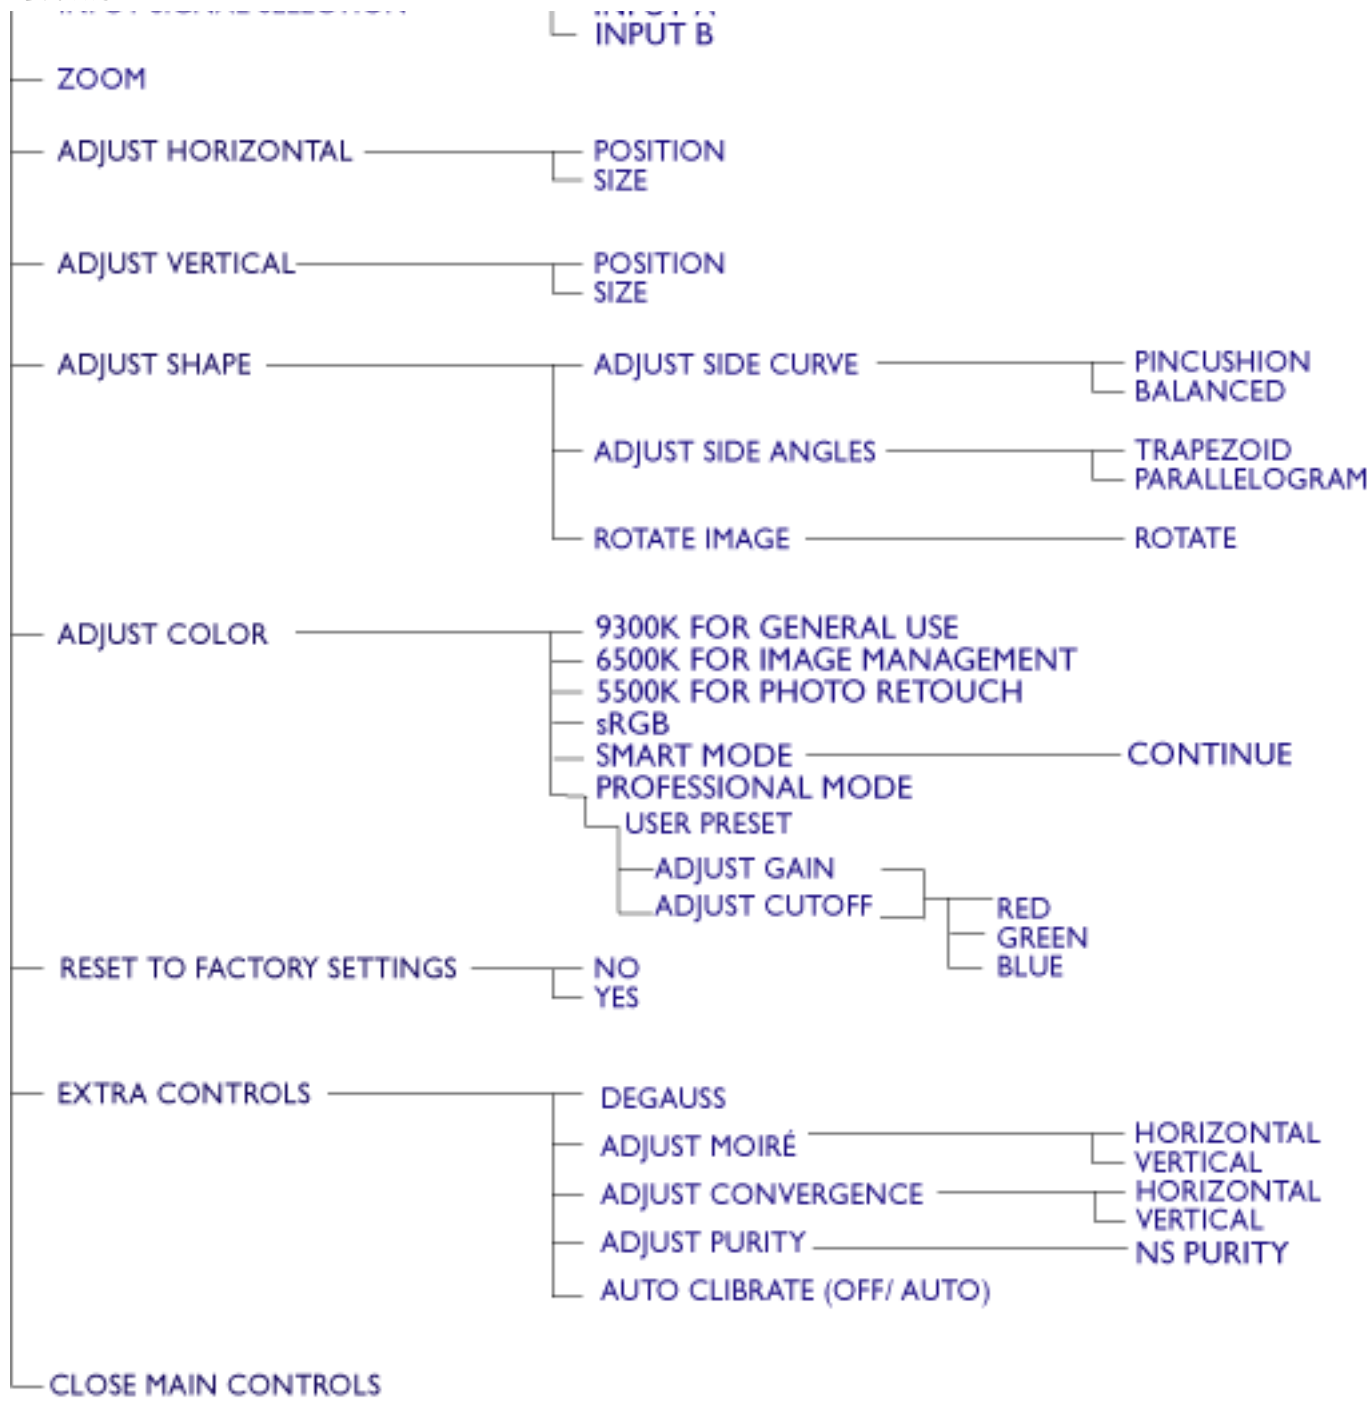 INPUT SIGNAL SELECTION INPUT A
INPUT B
ZOOM
ADJUST HORIZONTAL POSITION
SIZE
ADJUST VERTICAL POSITION
SIZE
ADJUST SHAPE ADJUST SIDE CURVE PINCUSHION
BALANCED
ADJUST SIDE ANGLES TRAPEZOID
PARALLELOGRAM
ROTATE IMAGE ROTATE
ADJUST COLOR 9300K FOR GENERAL USE
6500K FOR IMAGE MANAGEMENT
5500K FOR PHOTO RETOUCH
sRGB
SMART MODE CONTINUE
PROFESSIONAL MODE
USER PRESET
ADJUST GAIN
ADJUST CUTOFF RED
GREEN
BLUE
RESET TO FACTORY SETTINGS NO
YES
EXTRA CONTROLS DEGAUSS
ADJUST MOIRÉ HORIZONTAL
VERTICAL
ADJUST CONVERGENCE HORIZONTAL
VERTICAL
ADJUST PURITY NS PURITY
AUTO CLIBRATE (OFF/ AUTO)
CLOSE MAIN CONTROLS